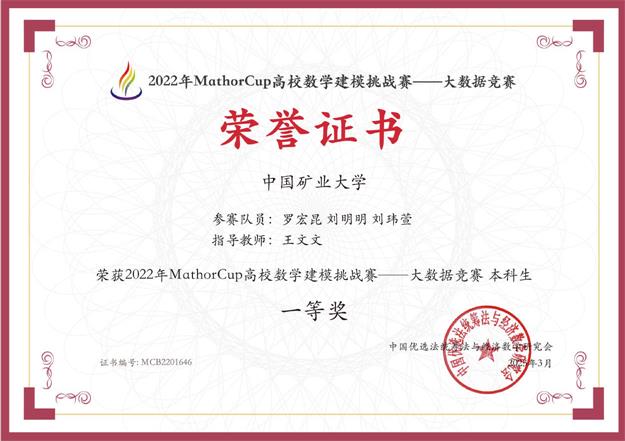 2022年MathorCup高校数学建模挑战赛——大数据竞赛
荣誉证书
中国矿业大学
参赛队员：罗宏昆 刘明明 刘玮萱
指导教师：王文文
荣获2022年MathorCup高校数学建模挑战赛——大数据竞赛 本科生
一等奖
中国优选法统筹法与经济数学研究会
中国优选法统筹法与经济数学研究会
证书编号: MCB2201646
年3月